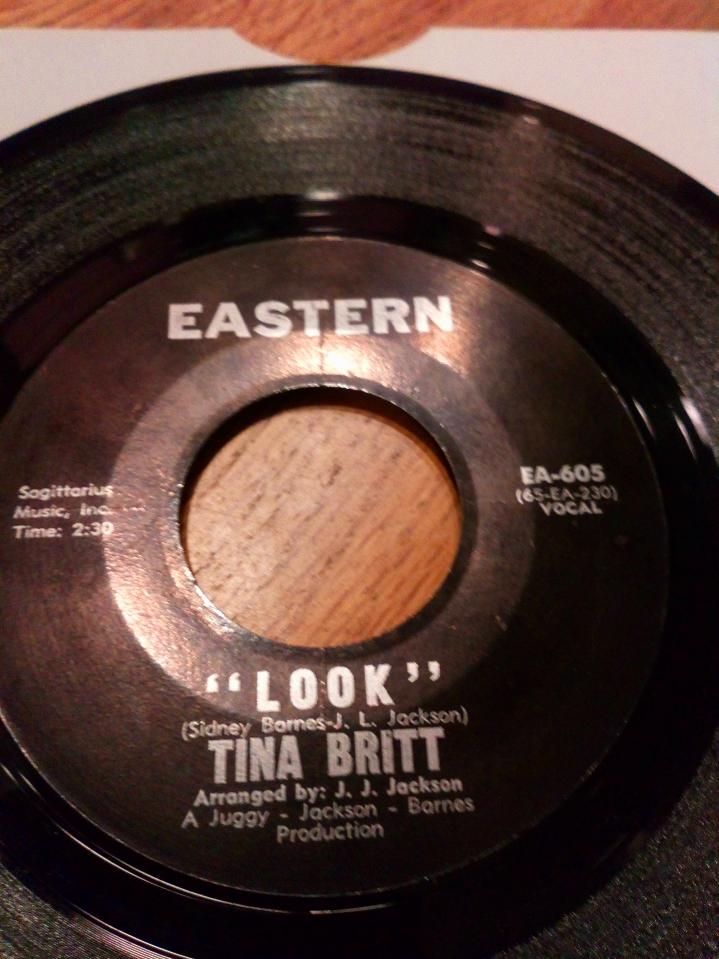 EASTERN
Sagittarius
Music, Inc.
Time: 2:30
EA-605
(65-EA-230)
VOCAL
"LOOK"
(Sidney Barnes-J. L. Jackson)
TINA BRITT
Arranged by: J. J. Jackson
A Juggy - Jackson - Barnes
Production